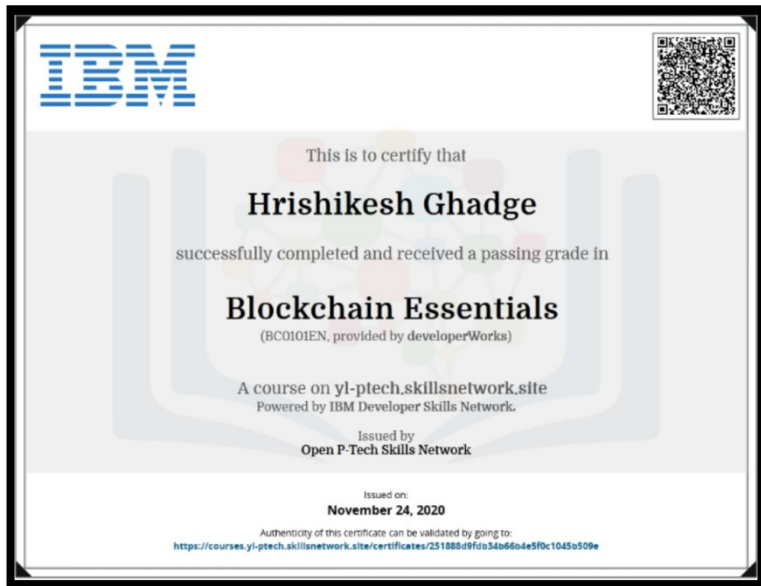 IBM
This is to certify that
Hrishikesh Ghadge
successfully completed and received a passing grade in
Blockchain Essentials
(BC0101EN, provided by developerWorks)
A course on yl-ptech.skillsnetwork.site
Powered by IBM Developer Skills Network.
Issued by
Open P-Tech Skills Network
Issued on:
November 24, 2020
Authenticity of this certificate can be validated by going to:
https://courses.yl-ptech.skillsnetwork.site/certificates/251888d9fdb34b66b4e5f0c1045b509e